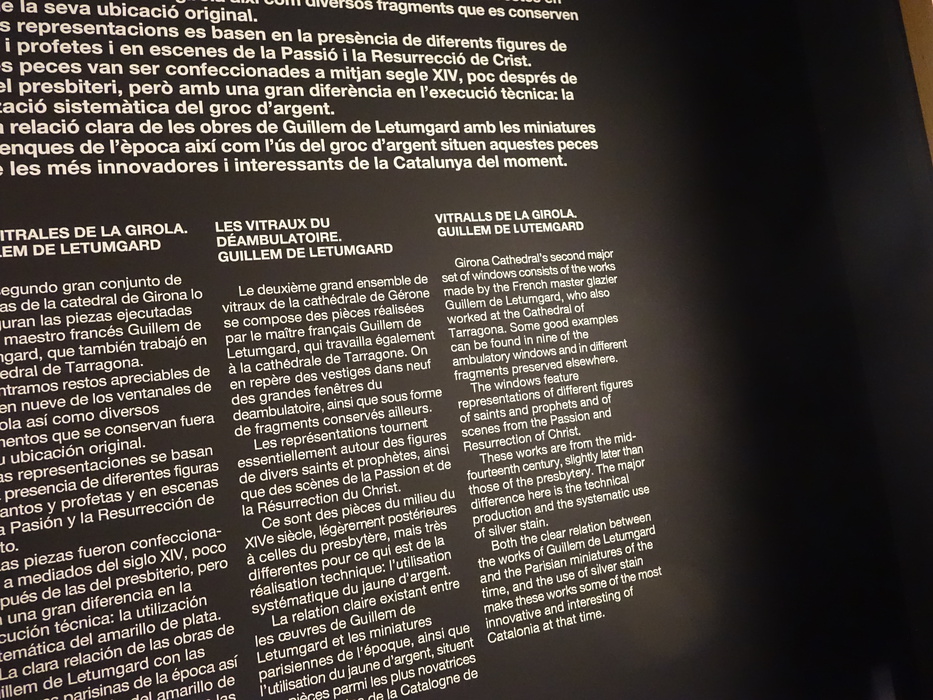 així com diversos fragments que es conserven
de la seva ubicació original.
s representacions es basen en la presència de diferents figures de
i profetes i en escenes de la Passió i la Resurrecció de Crist.
s peces van ser confeccionades a mitjan segle XIV, poc després de
el presbiteri, però amb una gran diferència en l'execució tècnica: la
zació sistemàtica del groc d'argent.
a relació clara de les obres de Guillem de Letumgard amb les miniatures
enques de l'època així com l'ús del groc d'argent situen aquestes peces
e les més innovadores i interessants de la Catalunya del moment.
ITRALES DE LA GIROLA.
LEM DE LETUMGARD
egundo gran conjunto de
as de la catedral de Girona lo
guran las piezas ejecutadas
maestro francés Guillem de
mgard, que también trabajó en
edral de Tarragona.
ntramos restos apreciables de
en nueve de los ventanales de
ola así como diversos
mentos que se conservan fuera
u ubicación original.
as representaciones se basan
presencia de diferentes figuras
antos y profetas y en escenas
a Pasión y la Resurrección de
to.
as piezas fueron confecciona-
a mediados del siglo XIV, poco
pués de las del presbiterio, pero
una gran diferencia en la
cución técnica: la utilización
temática del amarillo de plata.
La clara relación de las obras de
illem de Letumgard con las
parisinas de la época así
del amarillo de
LES VITRAUX DU
DÉAMBULATOIRE.
GUILLEM DE LETUMGARD
Le deuxième grand ensemble de
vitraux de la cathédrale de Gérone
se compose des pièces réalisées
par le maître français Guillem de
Letumgard, qui travailla également
à la cathédrale de Tarragone. On
en repère des vestiges dans neuf
des grandes fenêtres du
deambulatoire, ainsi que sous forme
de fragments conservés ailleurs.
Les représentations tournent
essentiellement autour des figures
de divers saints et prophètes, ainsi
que des scènes de la Passion et de
la Résurrection du Christ.
Ce sont des pièces du milieu du
XIVe siècle, légèrement postérieures
à celles du presbytère, mais très
différentes pour ce qui est de la
réalisation technique: l'utilisation
systématique du jaune d'argent.
La relation claire existant entre
les œuvres de Guillem de
Letumgard et les miniatures
parisiennes de l'époque, ainsi que
l'utilisation du jaune d'argent, situent
pièces parmi les plus novatrices
de la Catalogne de
VITRALLS DE LA GIROLA.
GUILLEM DE LUTEMGARD
Girona Cathedral's second major
set of windows consists of the works
made by the French master glazier
Guillem de Letumgard, who also
worked at the Cathedral of
Tarragona. Some good examples
can be found in nine of the
ambulatory windows and in different
fragments preserved elsewhere.
The windows feature
representations of different figures
of saints and prophets and of
scenes from the Passion and
Resurrection of Christ.
These works are from the mid-
fourteenth century, slightly later than
those of the presbytery. The major
difference here is the technical
production and the systematic use
of silver stain.
Both the clear relation between
the works of Guillem de Letumgard
and the Parisian miniatures of the
time, and the use of silver stain
make these works some of the most
innovative and interesting of
Catalonia at that time.